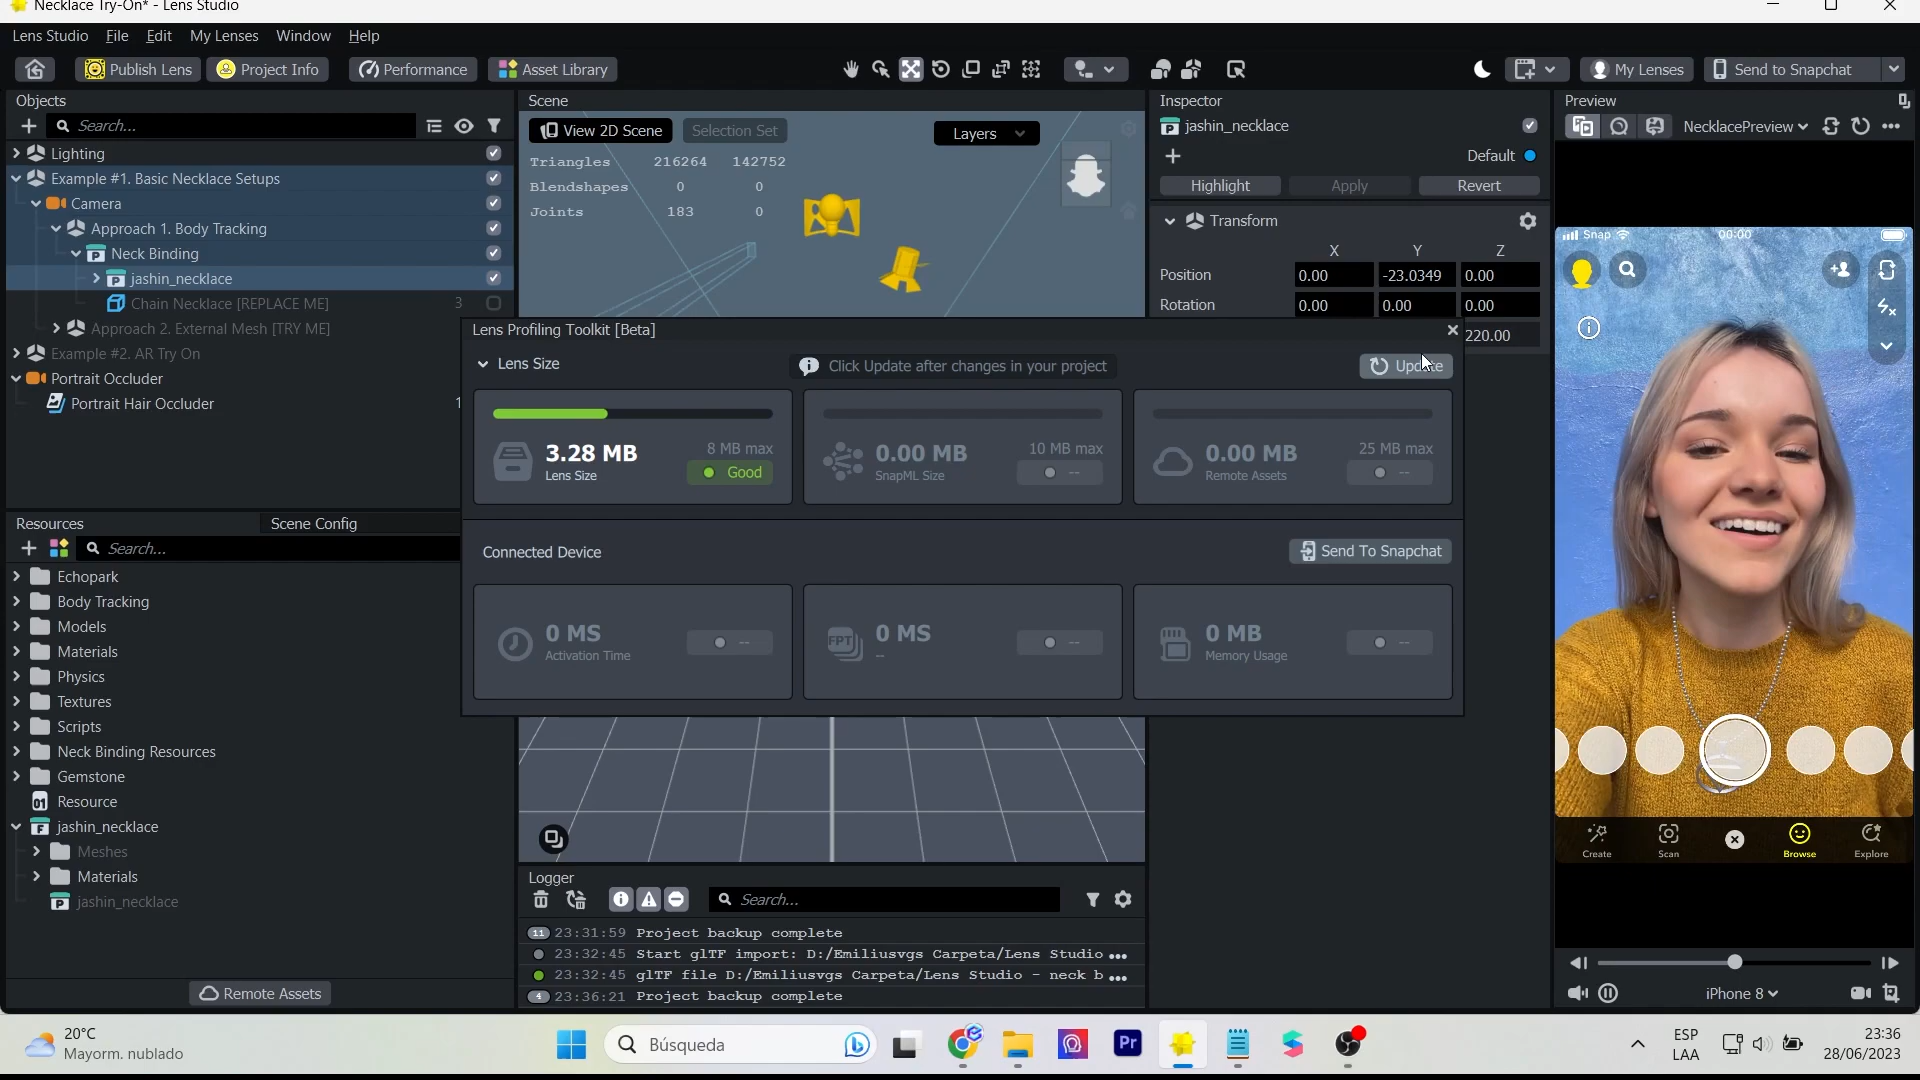 Necklace Try-On* - Lens Studio
Lens Studio File Edit My Lenses Window Help
Publish Lens Project Info Performance Asset Library My Lenses Send to Snapchat
Objects
Search...
Lighting
Example #1. Basic Necklace Setups
Camera
Approach 1. Body Tracking
Neck Binding
jashin_necklace
Chain Necklace [REPLACE ME] 3
Approach 2. External Mesh [TRY ME]
Example #2. AR Try On
Portrait Occluder
Portrait Hair Occluder 1
Resources Scene Config
Search...
Echopark
Body Tracking
Models
Materials
Physics
Textures
Scripts
Neck Binding Resources
Gemstone
01 Resource
F jashin_necklace
Meshes
Materials
P jashin_necklace
Remote Assets
Scene
View 2D Scene Selection Set Layers
Triangles 216264 142752
Blendshapes 0 0
Joints 183 0
Lens Profiling Toolkit [Beta]
Lens Size Click Update after changes in your project Update
3.28 MB 8 MB max
Lens Size Good
0.00 MB 10 MB max
SnapML Size --
0.00 MB 25 MB max
Remote Assets --
Connected Device Send To Snapchat
0 MS
Activation Time --
FPT 0 MS
-- --
0 MB
Memory Usage --
Logger
Search...
11 23:31:59 Project backup complete
23:32:45 Start glTF import: D:/Emiliusvgs Carpeta/Lens Studio ...
23:32:45 glTF file D:/Emiliusvgs Carpeta/Lens Studio - neck b ...
4 23:36:21 Project backup complete
Inspector
P jashin_necklace
Default
Highlight Apply Revert
Transform
X Y Z
Position 0.00 -23.0349 0.00
Rotation 0.00 0.00 0.00
220.00
Preview
NecklacePreview
Snap 00:00
Create Scan Browse Explore
iPhone 8
20°C
Mayorm. nublado
Búsqueda
Pr
ESP
LAA
23:36
28/06/2023